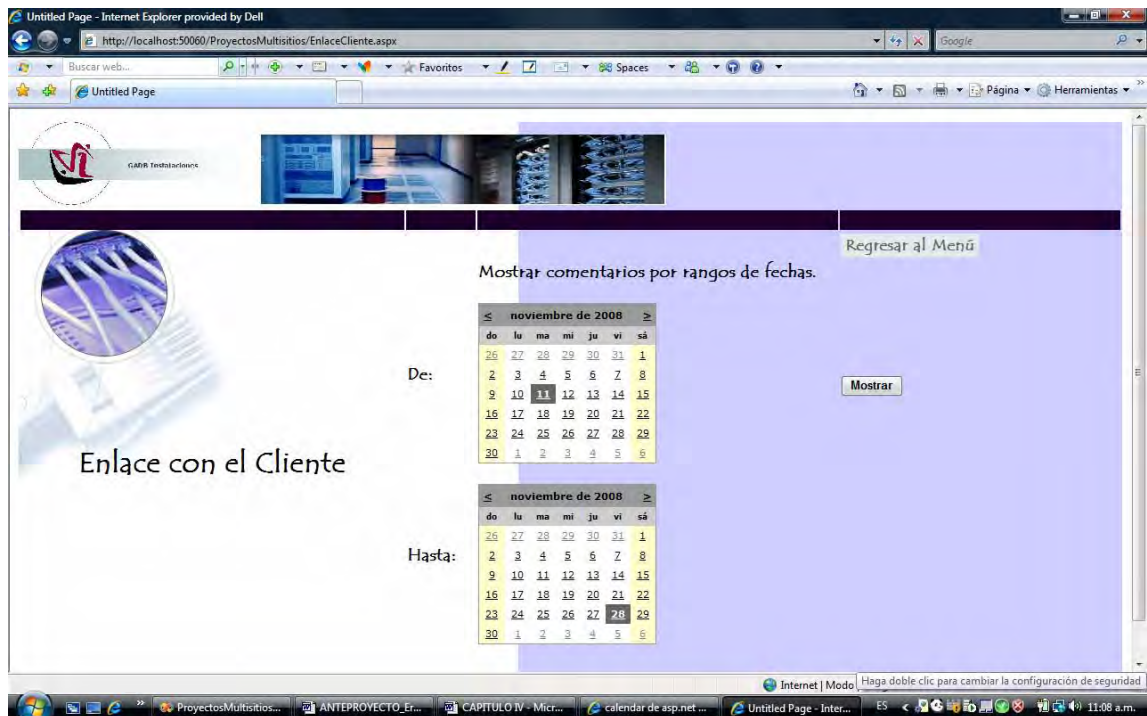 Untitled Page - Internet Explorer provided by Dell
http://localhost:50060/ProyectosMultisitios/EnlaceCliente.aspx
Google
Buscar web...
Favoritos
Spaces
Untitled Page
Página
Herramientas
GADB Instalaciones
Regresar al Menú
Mostrar comentarios por rangos de fechas.
< noviembre de 2008 >
do lu ma mi ju vi sá
26 27 28 29 30 31 1
De:
2 3 4 5 6 7 8
Mostrar
9 10 11 12 13 14 15
16 17 18 19 20 21 22
23 24 25 26 27 28 29
30 1 2 3 4 5 6
Enlace con el Cliente
< noviembre de 2008 >
do lu ma mi ju vi sá
26 27 28 29 30 31 1
Hasta:
2 3 4 5 6 7 8
9 10 11 12 13 14 15
16 17 18 19 20 21 22
23 24 25 26 27 28 29
30 1 2 3 4 5 6
Internet | Modo
Haga doble clic para cambiar la configuración de seguridad
ProyectosMultisitios...
ANTEPROYECTO_Er...
CAPITULO IV - Micr...
calendar de asp.net ...
Untitled Page - Inter...
ES
11:08 a.m.